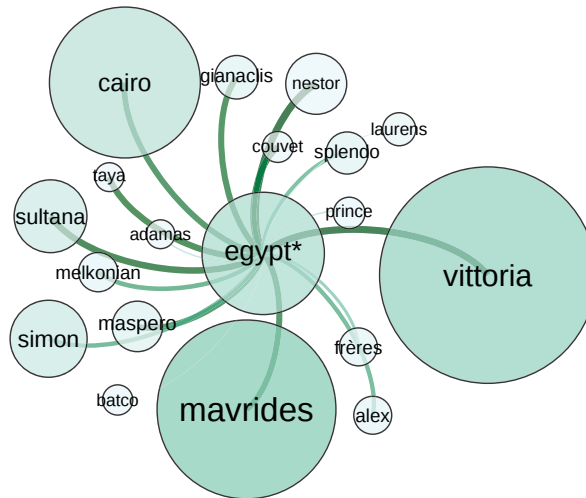 cairo
gianaclis
nestor
laurens
couvet
splendo
taya
sultana
prince
adamas
egypt*
melkonian
vittoria
maspero
simon
frères
batco
mavrides
alex